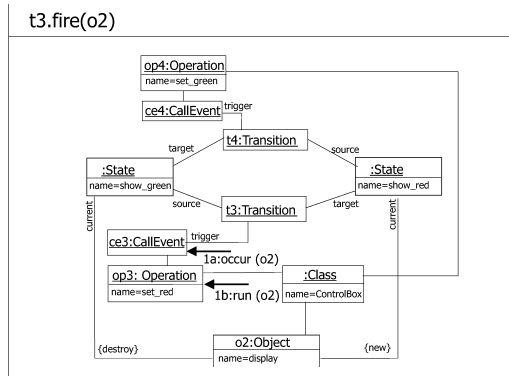 t3.fire(o2)
op4:Operation
name=set_green
ce4:CallEvent
trigger
t4:Transition
target
source
:State
name=show_green
:State
name=show_red
source
target
t3:Transition
current
current
trigger
ce3:CallEvent
1a:occur (o2)
op3: Operation
name=set_red
1b:run (o2)
:Class
name=ControlBox
{destroy}
o2:Object
name=display
{new}